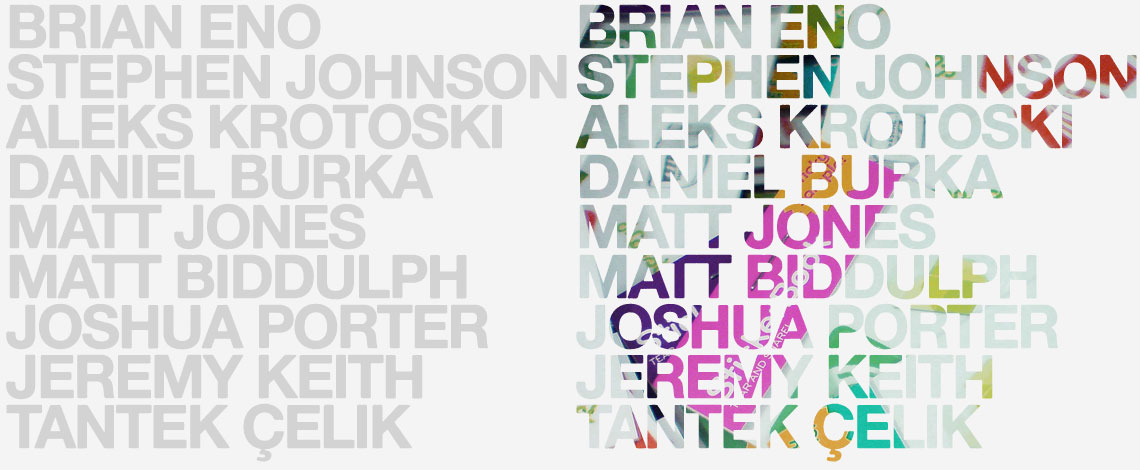 BRIAN ENO
STEPHEN JOHNSON
ALEKS KROTOSKI
DANIEL BURKA
MATT JONES
MATT BIDDULPH
JOSHUA PORTER
JEREMY KEITH
TANTEK ÇELIK
BRIAN ENO
STEPHEN JOHNSON
ALEKS KROTOSKI
DANIEL BURKA
MATT JONES
MATT BIDDULPH
JOSHUA PORTER
JEREMY KEITH
TANTEK ÇELIK